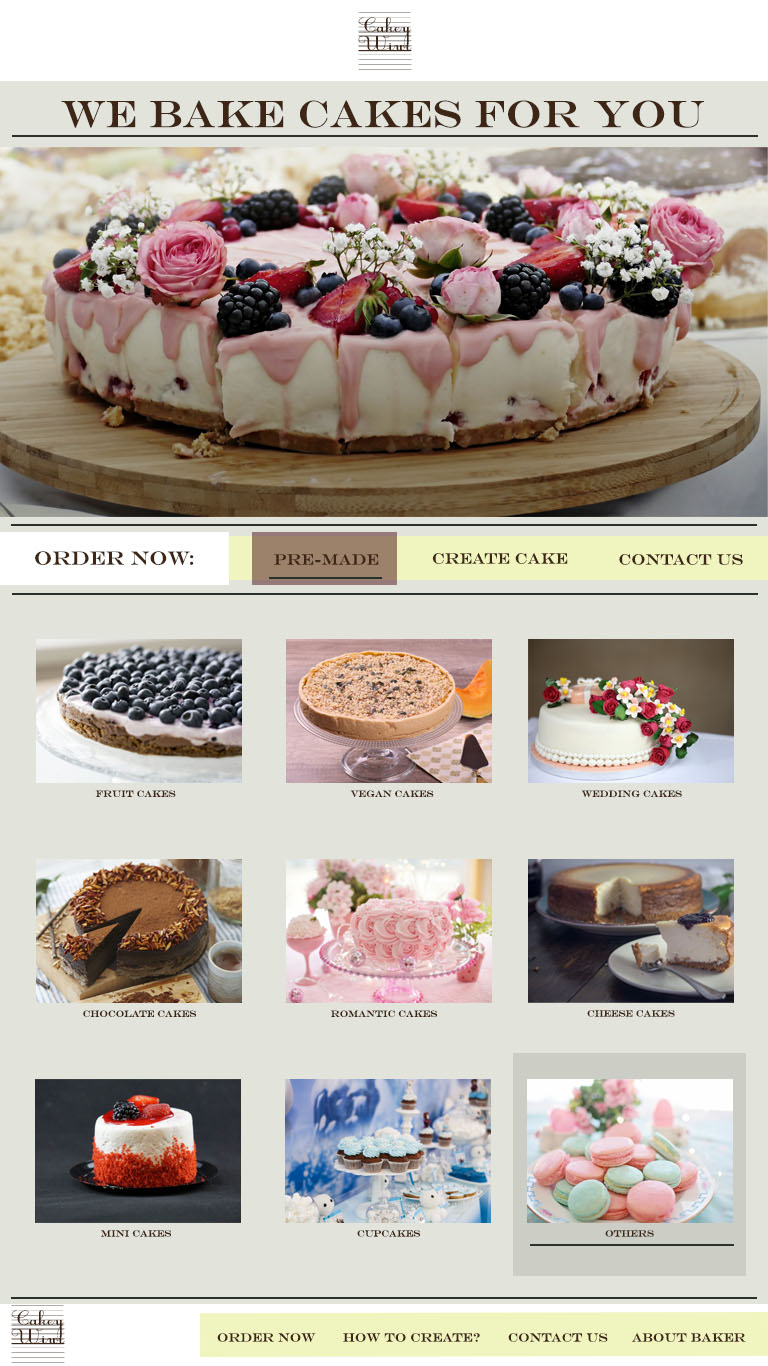 Cakey
Wirl
WE BAKE CAKES FOR YOU
ORDER NOW: PRE-MADE CREATE CAKE CONTACT US
FRUIT CAKES VEGAN CAKES WEDDING CAKES
CHOCOLATE CAKES ROMANTIC CAKES CHEESE CAKES
MINI CAKES CUPCAKES OTHERS
Cakey
Wirl
ORDER NOW HOW TO CREATE? CONTACT US ABOUT BAKER